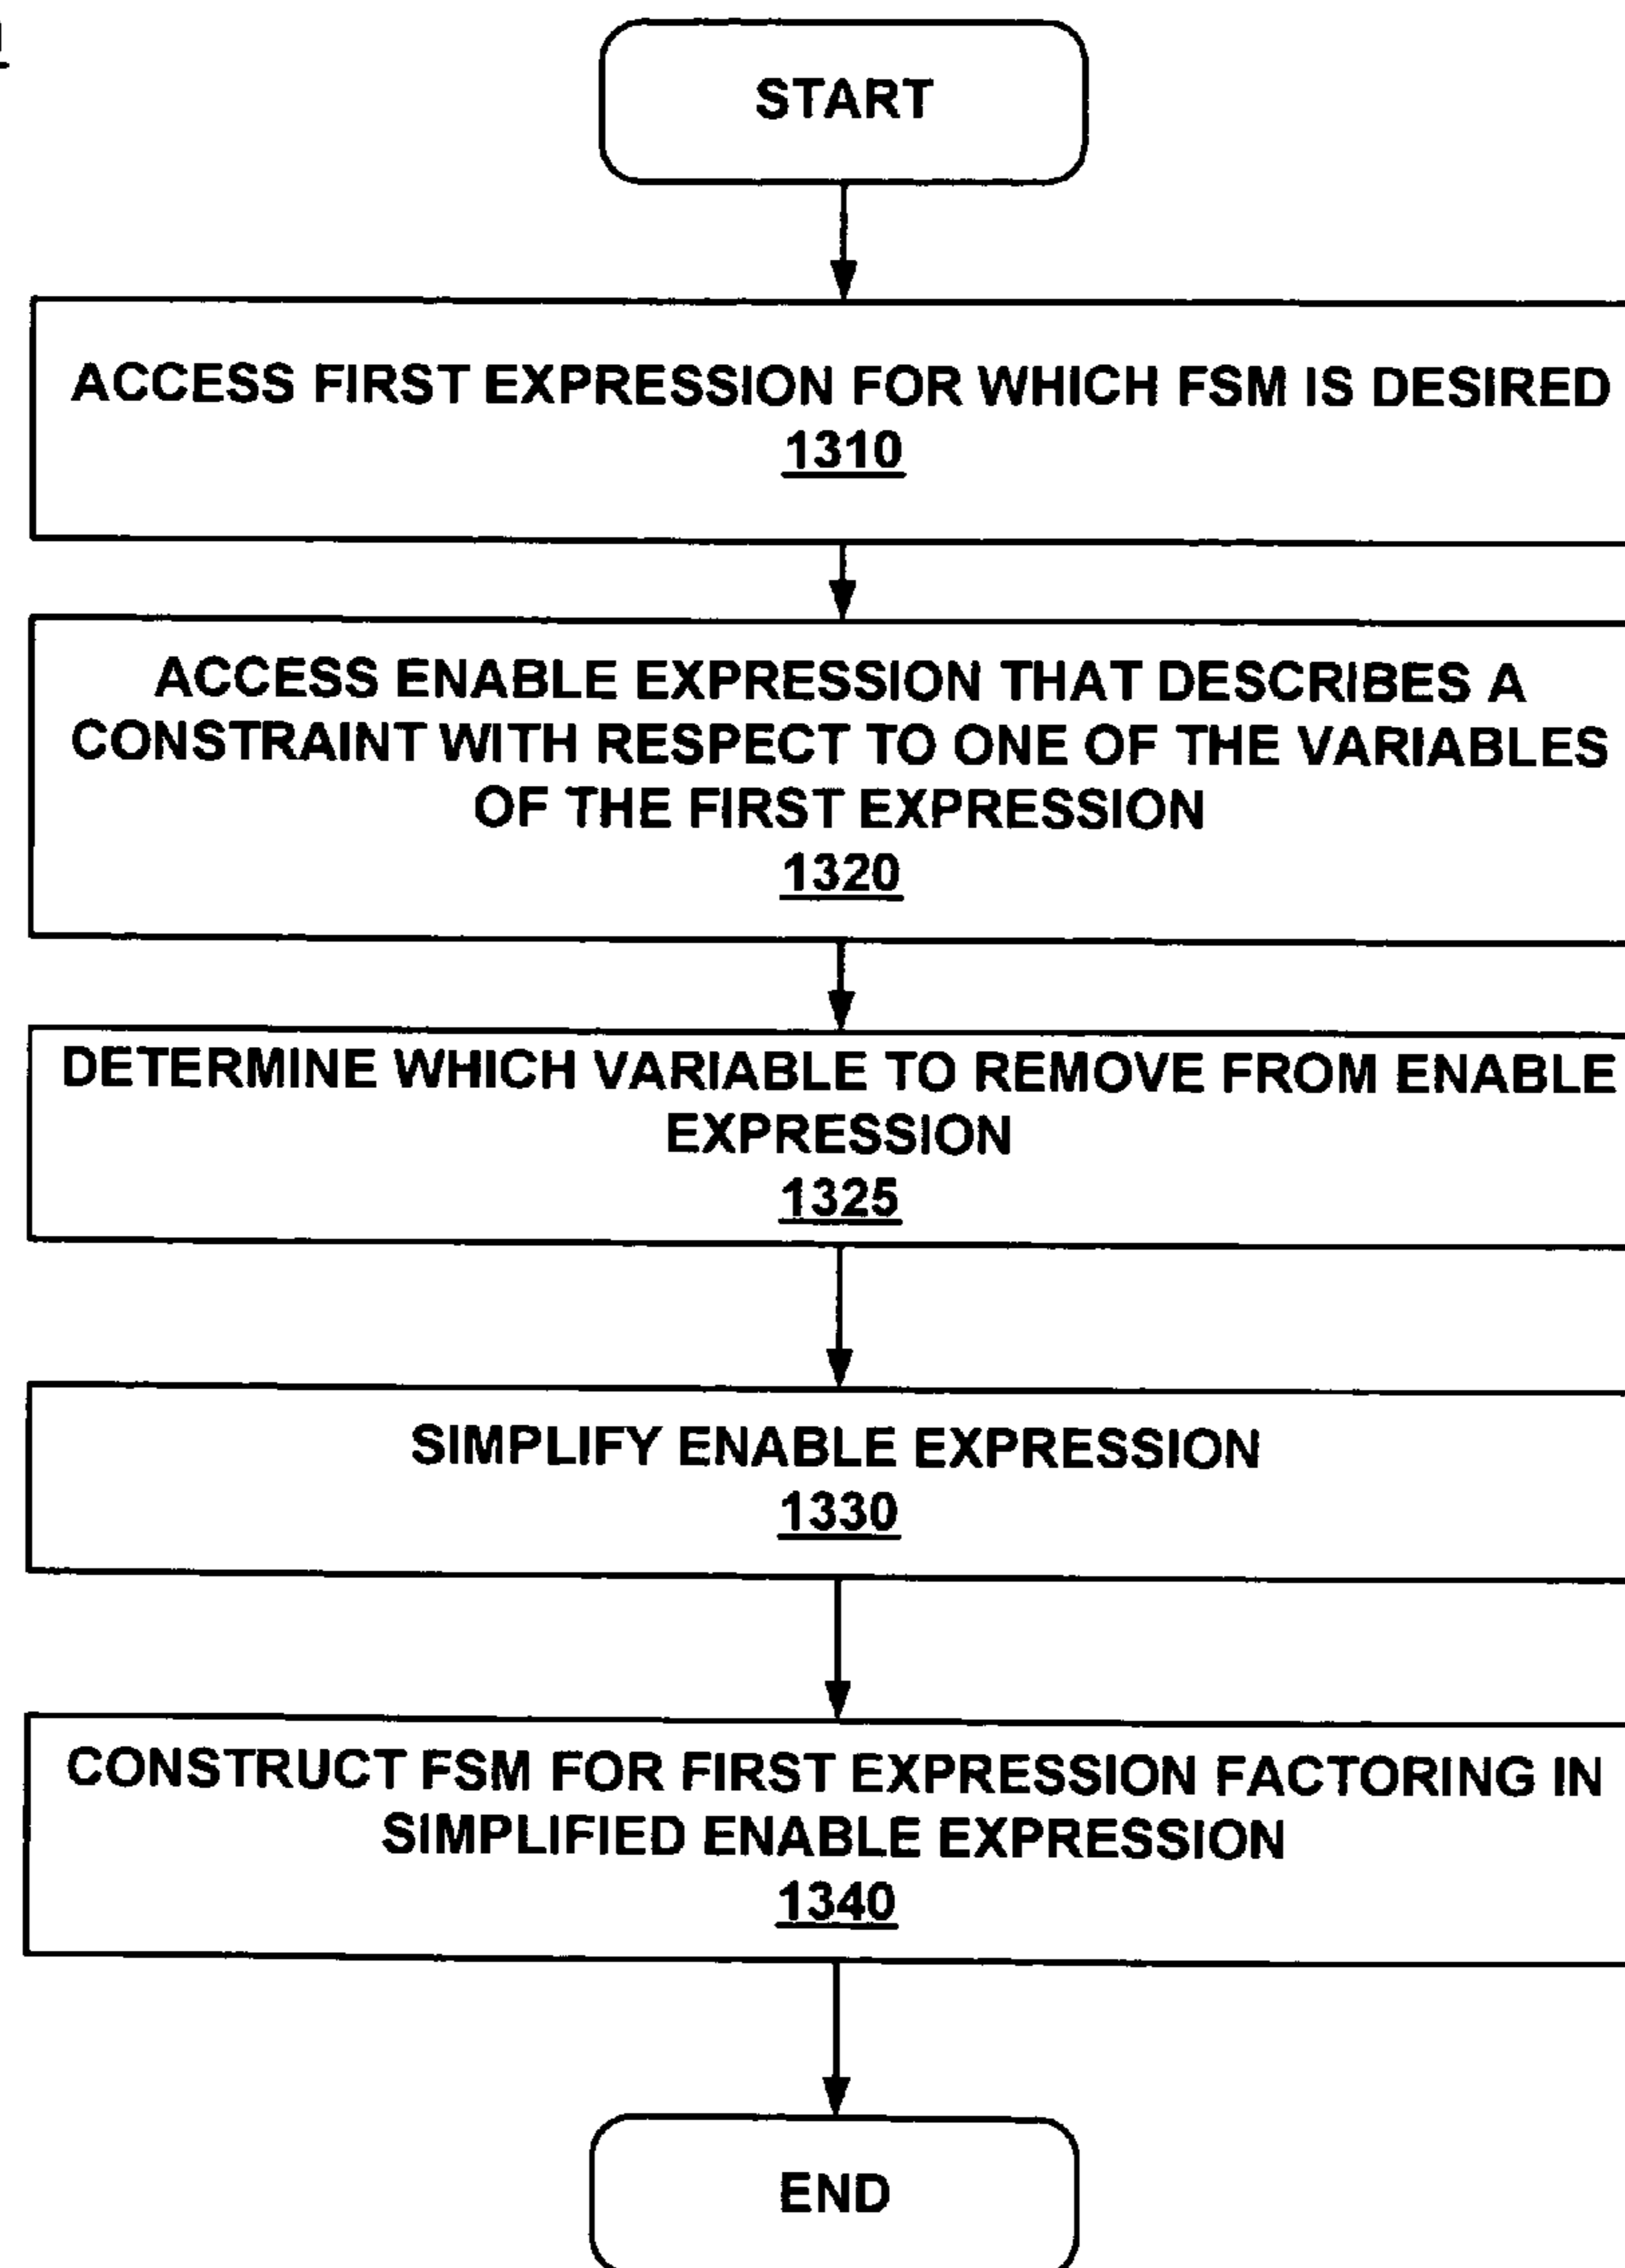 START
ACCESS FIRST EXPRESSION FOR WHICH FSM IS DESIRED
1310
ACCESS ENABLE EXPRESSION THAT DESCRIBES A
CONSTRAINT WITH RESPECT TO ONE OF THE VARIABLES
OF THE FIRST EXPRESSION
1320
DETERMINE WHICH VARIABLE TO REMOVE FROM ENABLE
EXPRESSION
1325
SIMPLIFY ENABLE EXPRESSION
1330
CONSTRUCT FSM FOR FIRST EXPRESSION FACTORING IN
SIMPLIFIED ENABLE EXPRESSION
1340
END